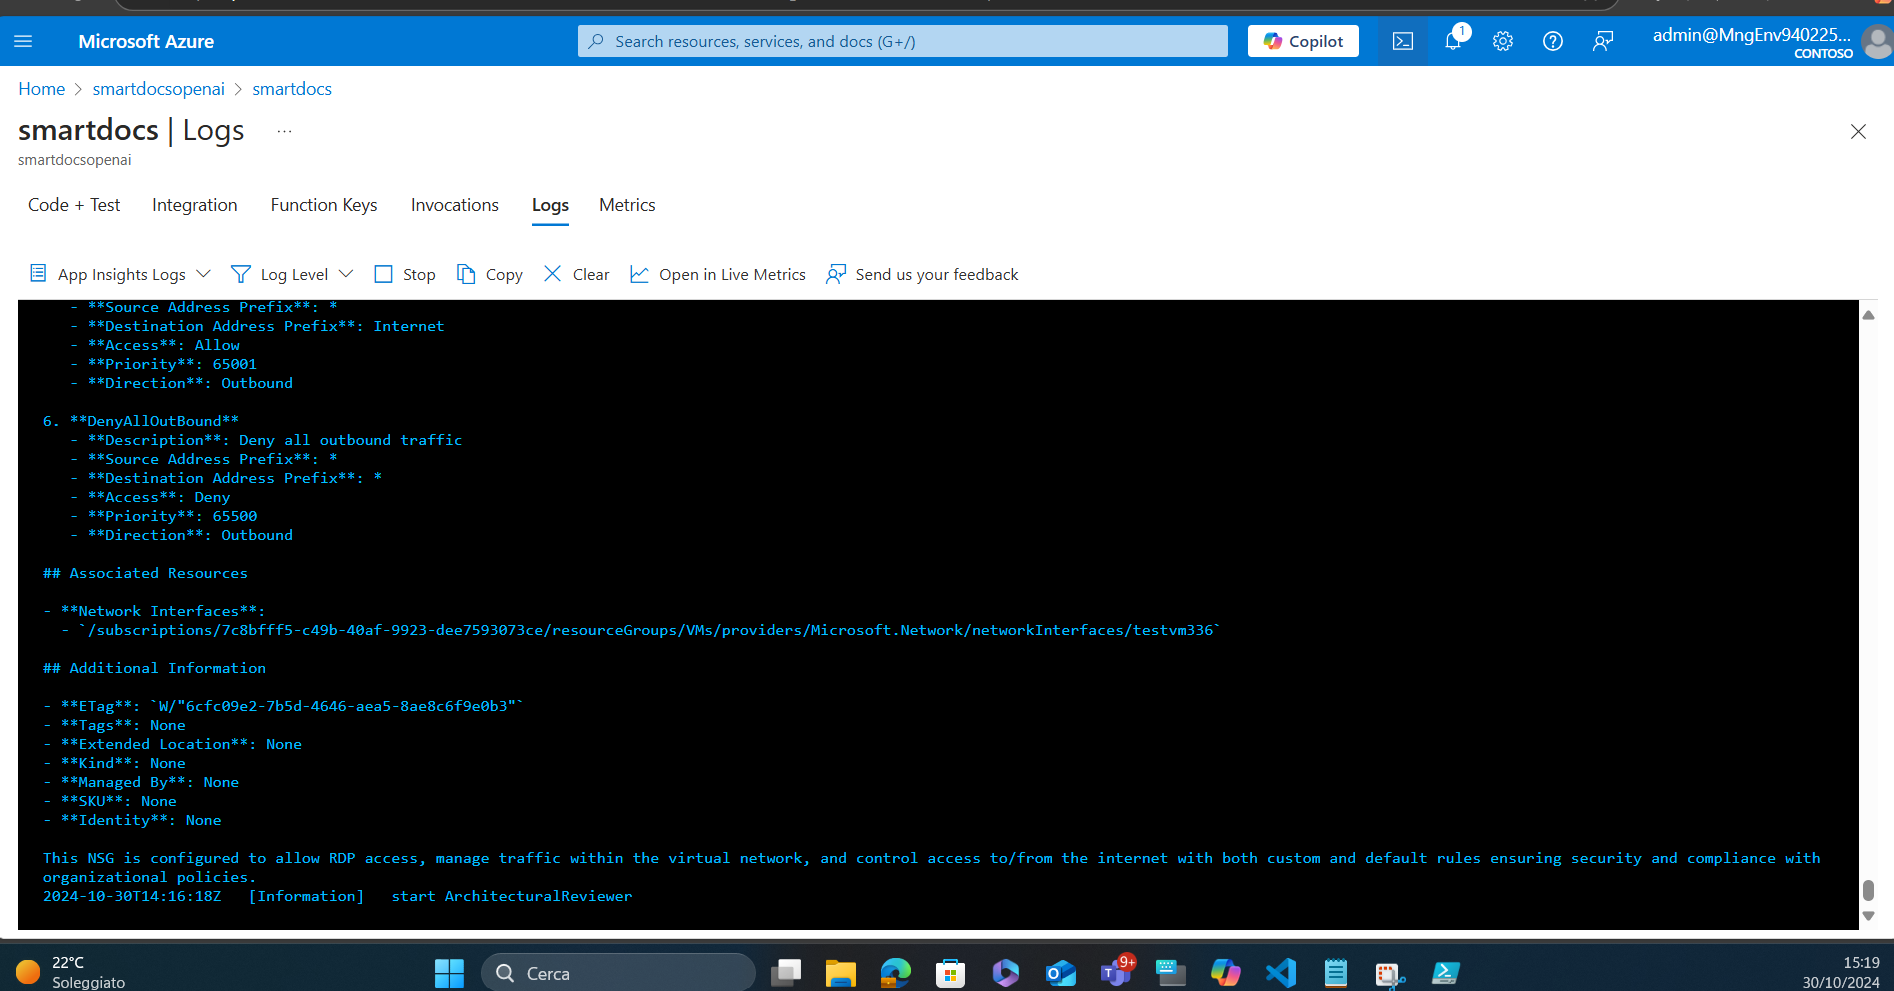 Microsoft Azure
Search resources, services, and docs (G+/)
Copilot
1
admin@MngEnv940225...
CONTOSO
Home > smartdocsopenai > smartdocs
smartdocs | Logs ...
smartdocsopenai
Code + Test Integration Function Keys Invocations Logs Metrics
App Insights Logs Log Level Stop Copy Clear Open in Live Metrics Send us your feedback
- **Source Address Prefix**: *
- **Destination Address Prefix**: Internet
- **Access**: Allow
- **Priority**: 65001
- **Direction**: Outbound
6. **DenyAllOutBound**
- **Description**: Deny all outbound traffic
- **Source Address Prefix**: *
- **Destination Address Prefix**: *
- **Access**: Deny
- **Priority**: 65500
- **Direction**: Outbound
## Associated Resources
- **Network Interfaces**:
- `/subscriptions/7c8bfff5-c49b-40af-9923-dee7593073ce/resourceGroups/VMs/providers/Microsoft.Network/networkInterfaces/testvm336`
## Additional Information
- **ETag**: `W/"6cfc09e2-7b5d-4646-aea5-8ae8c6f9e0b3"`
- **Tags**: None
- **Extended Location**: None
- **Kind**: None
- **Managed By**: None
- **SKU**: None
- **Identity**: None
This NSG is configured to allow RDP access, manage traffic within the virtual network, and control access to/from the internet with both custom and default rules ensuring security and compliance with
organizational policies.
2024-10-30T14:16:18Z [Information] start ArchitecturalReviewer
22°C
Soleggiato
Cerca
9+
15:19
30/10/2024